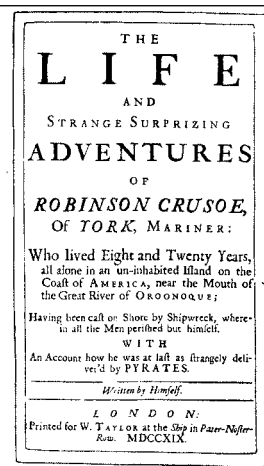 THE
LIFE
AND
STRANGE SURPRIZING
ADVENTURES
OF
ROBINSON CRUSOE,
Of YORK, MARINER:
Who lived Eight and Twenty Years,
all alone in an un-inhabited Iſland on the
Coaſt of AMERICA, near the Mouth of
the Great River of OROONOQUE;
Having been caſt on Shore by Shipwreck, where-
in all the Men periſhed but himſelf.
WITH
An Account how he was at laſt as ſtrangely deli-
ver'd by PYRATES.
Written by Himſelf.
LONDON:
Printed for W. TAYLOR at the Ship in Pater-Noſter-
Row. MDCCXIX.